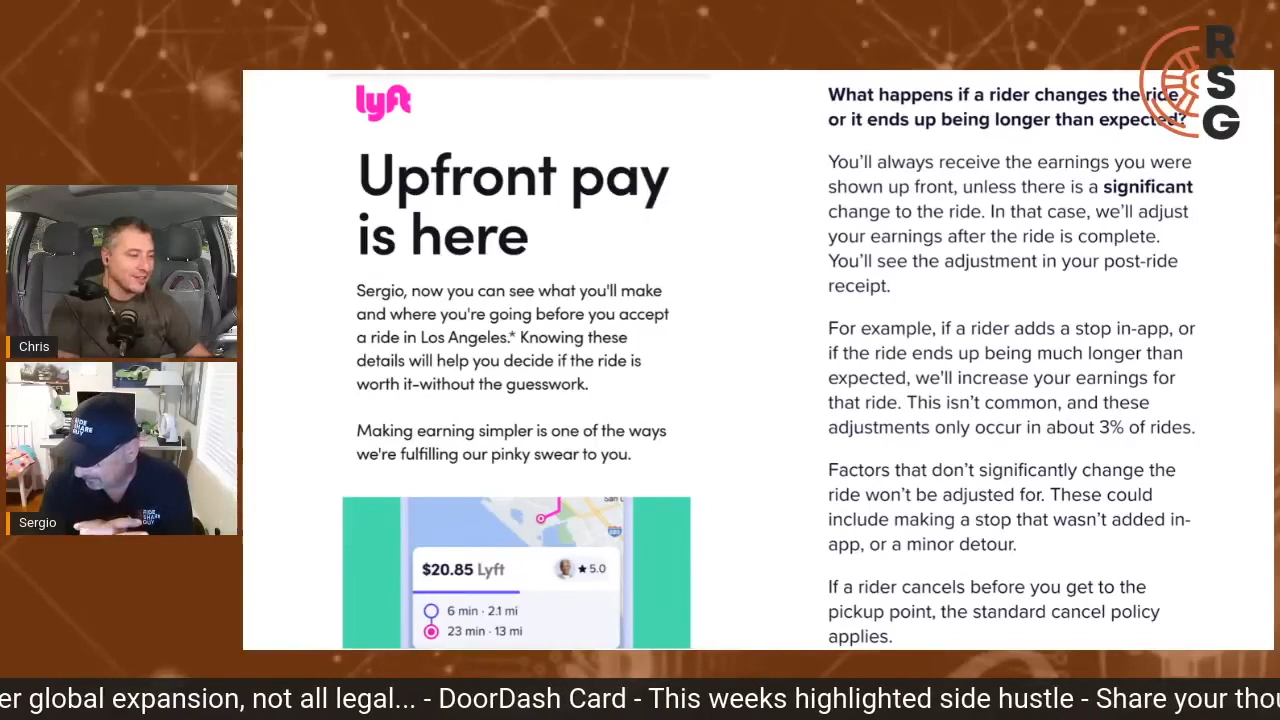 RSG
lyft
Upfront pay
is here
Sergio, now you can see what you'll make
and where you're going before you accept
a ride in Los Angeles.* Knowing these
details will help you decide if the ride is
worth it-without the guesswork.
Making earning simpler is one of the ways
we're fulfilling our pinky swear to you.
San
$20.85 Lyft
★ 5.0
6 min · 2.1 mi
23 min · 13 mi
What happens if a rider changes the ride
or it ends up being longer than expected?
You'll always receive the earnings you were
shown up front, unless there is a significant
change to the ride. In that case, we'll adjust
your earnings after the ride is complete.
You'll see the adjustment in your post-ride
receipt.
For example, if a rider adds a stop in-app, or
if the ride ends up being much longer than
expected, we'll increase your earnings for
that ride. This isn't common, and these
adjustments only occur in about 3% of rides.
Factors that don't significantly change the
ride won't be adjusted for. These could
include making a stop that wasn't added in-
app, or a minor detour.
If a rider cancels before you get to the
pickup point, the standard cancel policy
applies.
Chris
RIDE
SHARE
GUY
RIDE
SHARE
GUY
Sergio
er global expansion, not all legal... - DoorDash Card - This weeks highlighted side hustle - Share your thou